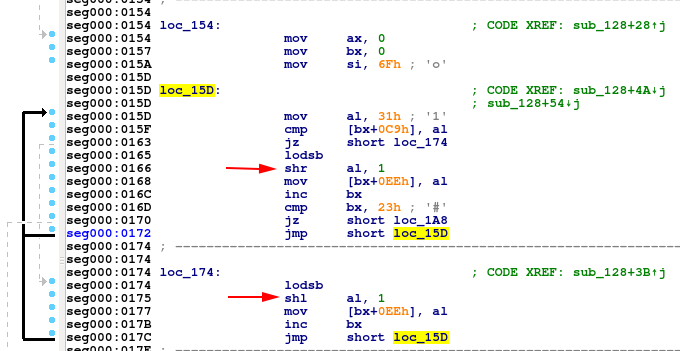 seg000:0154
seg000:0154
seg000:0154 loc_154: ; CODE XREF: sub_128+28↑j
seg000:0154 mov ax, 0
seg000:0157 mov bx, 0
seg000:015A mov si, 6Fh ; 'o'
seg000:015D
seg000:015D loc_15D: ; CODE XREF: sub_128+4A↓j
seg000:015D ; sub_128+54↓j
seg000:015D mov al, 31h ; '1'
seg000:015F cmp [bx+0C9h], al
seg000:0163 jz short loc_174
seg000:0165 lodsb
seg000:0166 shr al, 1
seg000:0168 mov [bx+0EEh], al
seg000:016C inc bx
seg000:016D cmp bx, 23h ; '#'
seg000:0170 jz short loc_1A8
seg000:0172 jmp short loc_15D
seg000:0174 ; ---------------------------------------------------------------------------
seg000:0174
seg000:0174 loc_174: ; CODE XREF: sub_128+3B↑j
seg000:0174 lodsb
seg000:0175 shl al, 1
seg000:0177 mov [bx+0EEh], al
seg000:017B inc bx
seg000:017C jmp short loc_15D